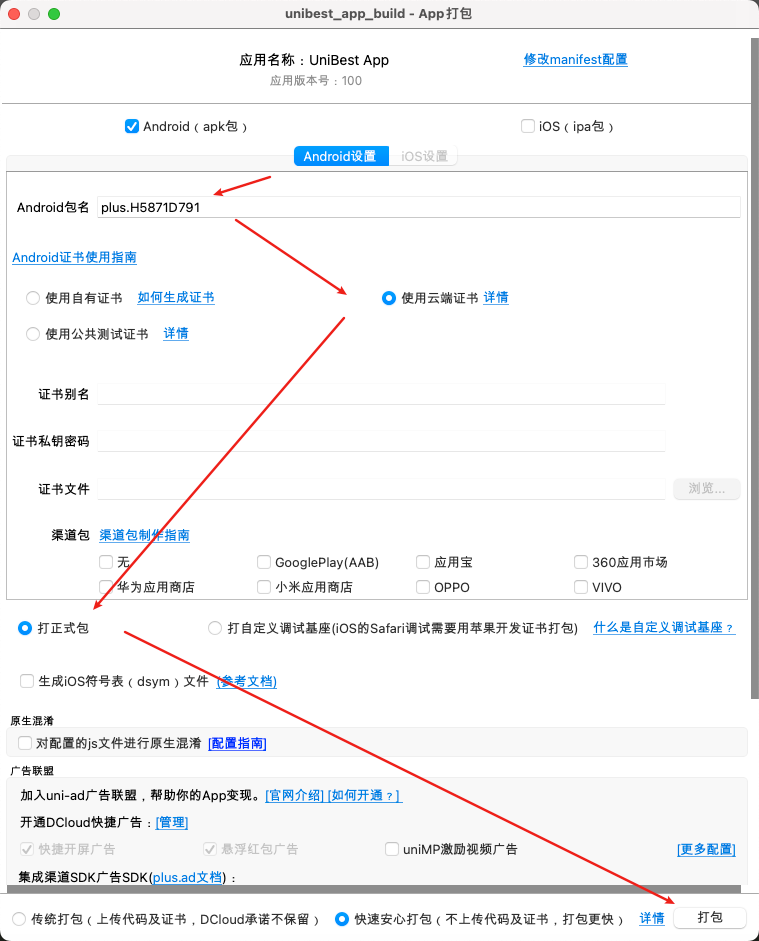 unibest_app_build - App打包
应用名称：UniBest App
修改manifest配置
应用版本号：100
Android（apk包）
iOS（ipa包）
Android设置
iOS设置
Android包名
plus.H5871D791
Android证书使用指南
使用自有证书 如何生成证书
使用云端证书 详情
使用公共测试证书 详情
证书别名
证书私钥密码
证书文件
浏览...
渠道包 渠道包制作指南
无
GooglePlay(AAB)
应用宝
360应用市场
华为应用商店
小米应用商店
OPPO
VIVO
打正式包
打自定义调试基座(iOS的Safari调试需用苹果开发证书打包)
什么是自定义调试基座？
生成iOS符号表（dsym）文件 (参考文档)
原生混淆
对配置的js文件进行原生混淆 [配置指南]
广告联盟
加入uni-ad广告联盟，帮助你的App变现。[官网介绍] [如何开通？]
开通DCloud快捷广告：[管理]
快捷开屏广告
悬浮红包广告
uniMP激励视频广告
[更多配置]
集成渠道SDK广告SDK(plus.ad文档)：
传统打包（上传代码及证书，DCloud承诺不保留）
快速安心打包（不上传代码及证书，打包更快）
详情
打包